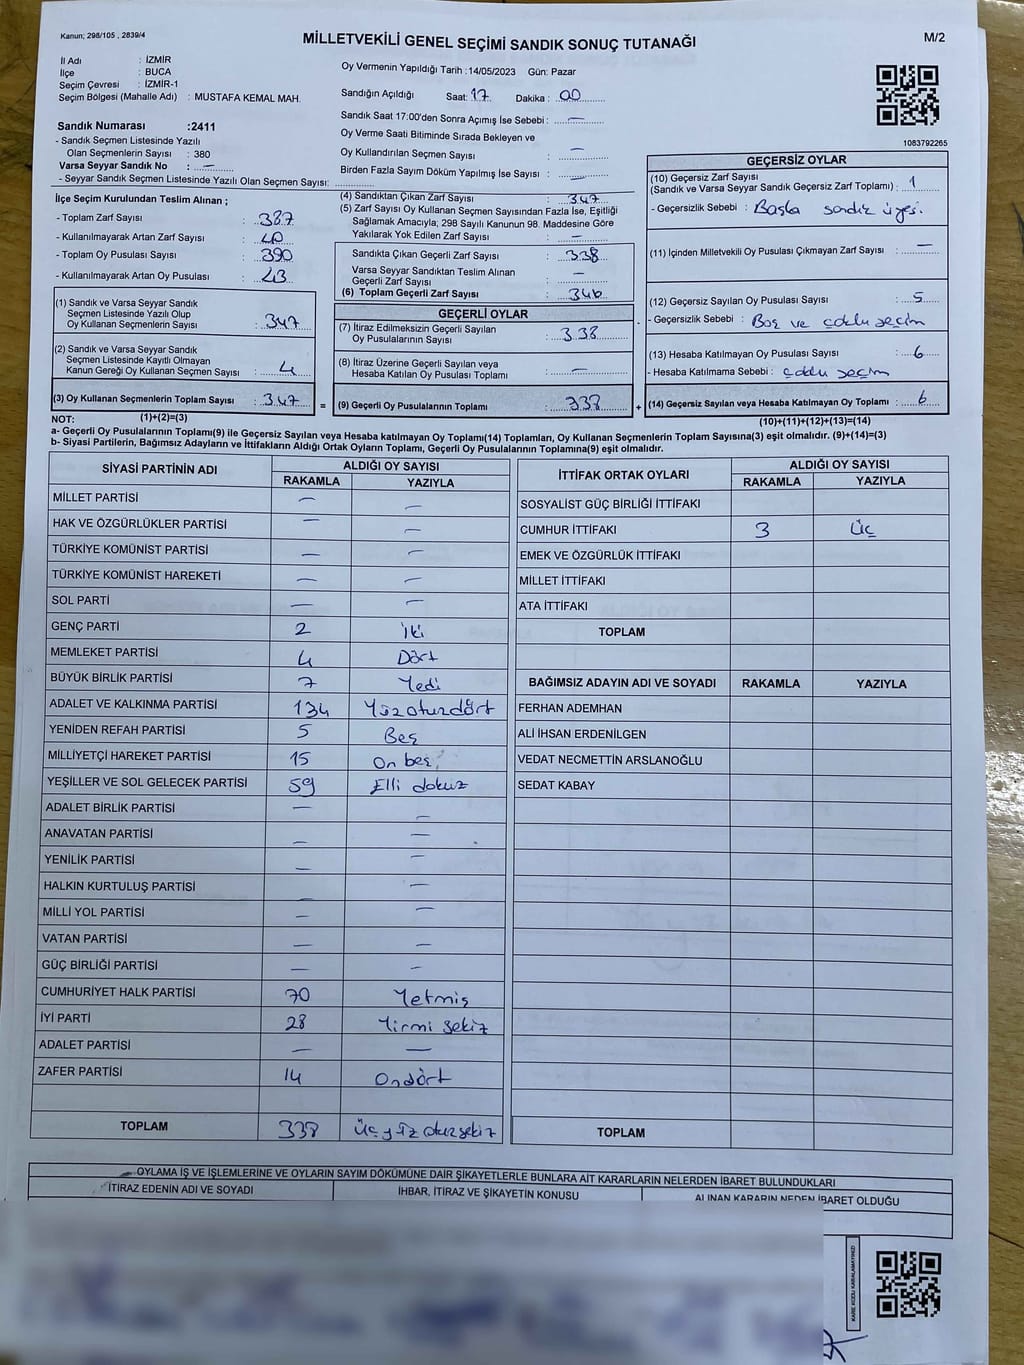 Kanun; 298/105 , 2839/4
MİLLETVEKİLİ GENEL SEÇİMİ SANDIK SONUÇ TUTANAĞI
M/2
İl Adı : İZMİR
İlçe : BUCA
Seçim Çevresi : İZMİR-1
Seçim Bölgesi (Mahalle Adı) : MUSTAFA KEMAL MAH.
Sandık Numarası :2411
- Sandık Seçmen Listesinde Yazılı
Olan Seçmenlerin Sayısı : 380
Varsa Seyyar Sandık No : —
- Seyyar Sandık Seçmen Listesinde Yazılı Olan Seçmen Sayısı:
İlçe Seçim Kurulundan Teslim Alınan ;
- Toplam Zarf Sayısı : 387
- Kullanılmayarak Artan Zarf Sayısı : 40
- Toplam Oy Pusulası Sayısı : 390
- Kullanılmayarak Artan Oy Pusulası : 43
(1) Sandık ve Varsa Seyyar Sandık
Seçmen Listesinde Yazılı Olup
Oy Kullanan Seçmenlerin Sayısı : 347
(2) Sandık ve Varsa Seyyar Sandık
Seçmen Listesinde Kayıtlı Olmayan
Kanun Gereği Oy Kullanan Seçmen Sayısı : 4
(3) Oy Kullanan Seçmenlerin Toplam Sayısı : 347
Oy Vermenin Yapıldığı Tarih :14/05/2023 Gün: Pazar
Sandığın Açıldığı Saat: 17 Dakika : 00
Sandık Saat 17:00'den Sonra Açımış İse Sebebi : —
Oy Verme Saati Bitiminde Sırada Bekleyen ve
Oy Kullandırılan Seçmen Sayısı : —
Birden Fazla Sayım Döküm Yapılmış İse Sayısı : —
(4) Sandıktan Çıkan Zarf Sayısı : 347
(5) Zarf Sayısı Oy Kullanan Seçmen Sayısından Fazla İse, Eşitliği
Sağlamak Amacıyla; 298 Sayılı Kanunun 98. Maddesine Göre
Yakılarak Yok Edilen Zarf Sayısı : —
Sandıkta Çıkan Geçerli Zarf Sayısı : 338
Varsa Seyyar Sandıktan Teslim Alınan
Geçerli Zarf Sayısı : —
(6) Toplam Geçerli Zarf Sayısı : 346
GEÇERLİ OYLAR
(7) İtiraz Edilmeksizin Geçerli Sayılan
Oy Pusulalarının Sayısı : 338
(8) İtiraz Üzerine Geçerli Sayılan veya
Hesaba Katılan Oy Pusulası Toplamı : —
= (9) Geçerli Oy Pusulalarının Toplamı : 338
1083792265
GEÇERSİZ OYLAR
(10) Geçersiz Zarf Sayısı
(Sandık ve Varsa Seyyar Sandık Geçersiz Zarf Toplamı) : 1
- Geçersizlik Sebebi : Başka sandık üyesi.
(11) İçinden Milletvekili Oy Pusulası Çıkmayan Zarf Sayısı : —
(12) Geçersiz Sayılan Oy Pusulası Sayısı : 5
- Geçersizlik Sebebi : Boş ve çoklu seçim
(13) Hesaba Katılmayan Oy Pusulası Sayısı : 6
- Hesaba Katılmama Sebebi : çoklu seçim
+ (14) Geçersiz Sayılan veya Hesaba Katılmayan Oy Toplamı : 6
NOT: (1)+(2)=(3)
(10)+(11)+(12)+(13)=(14)
a- Geçerli Oy Pusulalarının Toplamı(9) ile Geçersiz Sayılan veya Hesaba katılmayan Oy Toplamı(14) Toplamları, Oy Kullanan Seçmenlerin Toplam Sayısına(3) eşit olmalıdır. (9)+(14)=(3)
b- Siyasi Partilerin, Bağımsız Adayların ve İttifakların Aldığı Ortak Oyların Toplamı, Geçerli Oy Pusulalarının Toplamına(9) eşit olmalıdır.
SİYASİ PARTİNİN ADI ALDIĞI OY SAYISI
RAKAMLA YAZIYLA
MİLLET PARTİSİ — —
HAK VE ÖZGÜRLÜKLER PARTİSİ — —
TÜRKİYE KOMÜNİST PARTİSİ — —
TÜRKİYE KOMÜNİST HAREKETİ — —
SOL PARTİ — —
GENÇ PARTİ 2 iki
MEMLEKET PARTİSİ 4 Dört
BÜYÜK BİRLİK PARTİSİ 7 Yedi
ADALET VE KALKINMA PARTİSİ 134 Yüzotuzdört
YENİDEN REFAH PARTİSİ 5 Beş
MİLLİYETÇİ HAREKET PARTİSİ 15 On beş
YEŞİLLER VE SOL GELECEK PARTİSİ 59 Elli dokuz
ADALET BİRLİK PARTİSİ — —
ANAVATAN PARTİSİ — —
YENİLİK PARTİSİ — —
HALKIN KURTULUŞ PARTİSİ — —
MİLLİ YOL PARTİSİ — —
VATAN PARTİSİ — —
GÜÇ BİRLİĞİ PARTİSİ — —
CUMHURİYET HALK PARTİSİ 70 Yetmiş
İYİ PARTİ 28 Yirmi sekiz
ADALET PARTİSİ — —
ZAFER PARTİSİ 14 Ondört
TOPLAM 338 üçyüz otuzsekiz
İTTİFAK ORTAK OYLARI ALDIĞI OY SAYISI
RAKAMLA YAZIYLA
SOSYALİST GÜÇ BİRLİĞİ İTTİFAKI
CUMHUR İTTİFAKI 3 Üç
EMEK VE ÖZGÜRLÜK İTTİFAKI
MİLLET İTTİFAKI
ATA İTTİFAKI
TOPLAM
BAĞIMSIZ ADAYIN ADI VE SOYADI RAKAMLA YAZIYLA
FERHAN ADEMHAN
ALİ İHSAN ERDENİLGEN
VEDAT NECMETTİN ARSLANOĞLU
SEDAT KABAY
TOPLAM
OYLAMA İŞ VE İŞLEMLERİNE VE OYLARIN SAYIM DÖKÜMÜNE DAİR ŞİKAYETLERLE BUNLARA AİT KARARLARIN NELERDEN İBARET BULUNDUKLARI
İTİRAZ EDENİN ADI VE SOYADI İHBAR, İTİRAZ VE ŞİKAYETİN KONUSU ALINAN KARARIN NEDEN İBARET OLDUĞU
KARE KODU KARALAMAYINIZ!